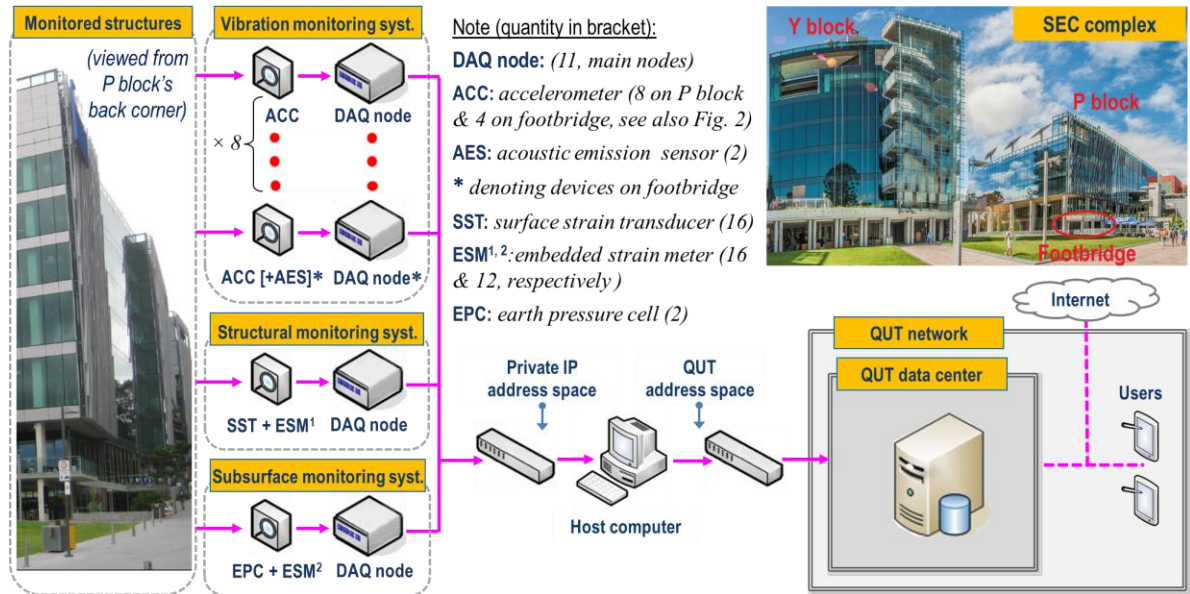 Monitored structures
(viewed from
P block's
back corner)
Vibration monitoring syst.
ACC
DAQ node
× 8
ACC [+AES]*
DAQ node*
Structural monitoring syst.
SST + ESM¹
DAQ node
Subsurface monitoring syst.
EPC + ESM²
DAQ node
Note (quantity in bracket):
DAQ node: (11, main nodes)
ACC: accelerometer (8 on P block
& 4 on footbridge, see also Fig. 2)
AES: acoustic emission sensor (2)
* denoting devices on footbridge
SST: surface strain transducer (16)
ESM¹, ²:embedded strain meter (16
& 12, respectively)
EPC: earth pressure cell (2)
SEC complex
Y block
P block
Footbridge
Private IP
address space
QUT
address space
Host computer
Internet
QUT network
QUT data center
Users